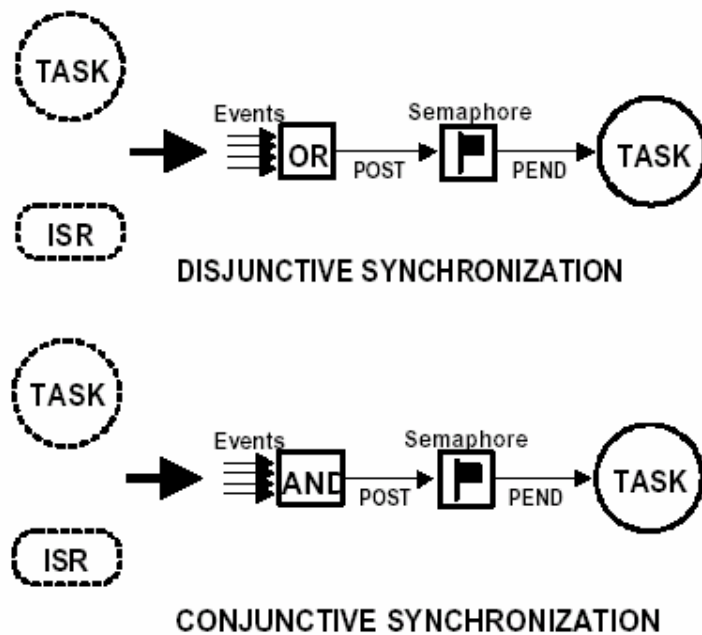 TASK
Events
Semaphore
OR
POST
PEND
TASK
ISR
DISJUNCTIVE SYNCHRONIZATION
TASK
Events
Semaphore
AND
POST
PEND
TASK
ISR
CONJUNCTIVE SYNCHRONIZATION